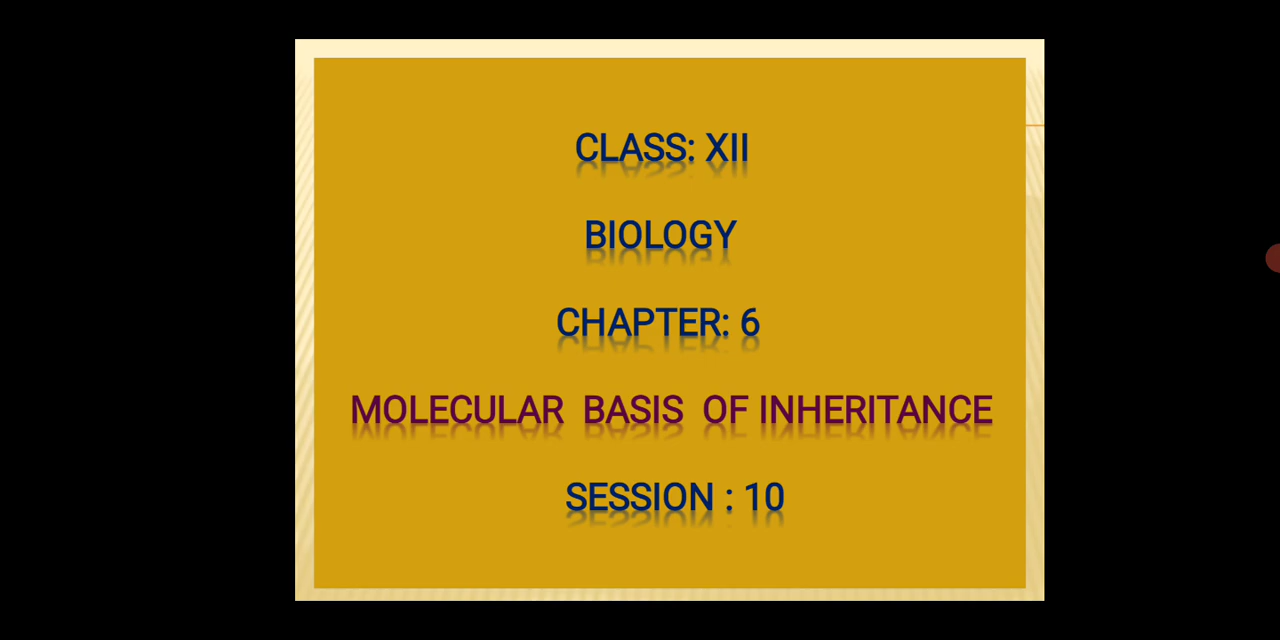 CLASS: XII
BIOLOGY
CHAPTER: 6
MOLECULAR BASIS OF INHERITANCE
SESSION : 10